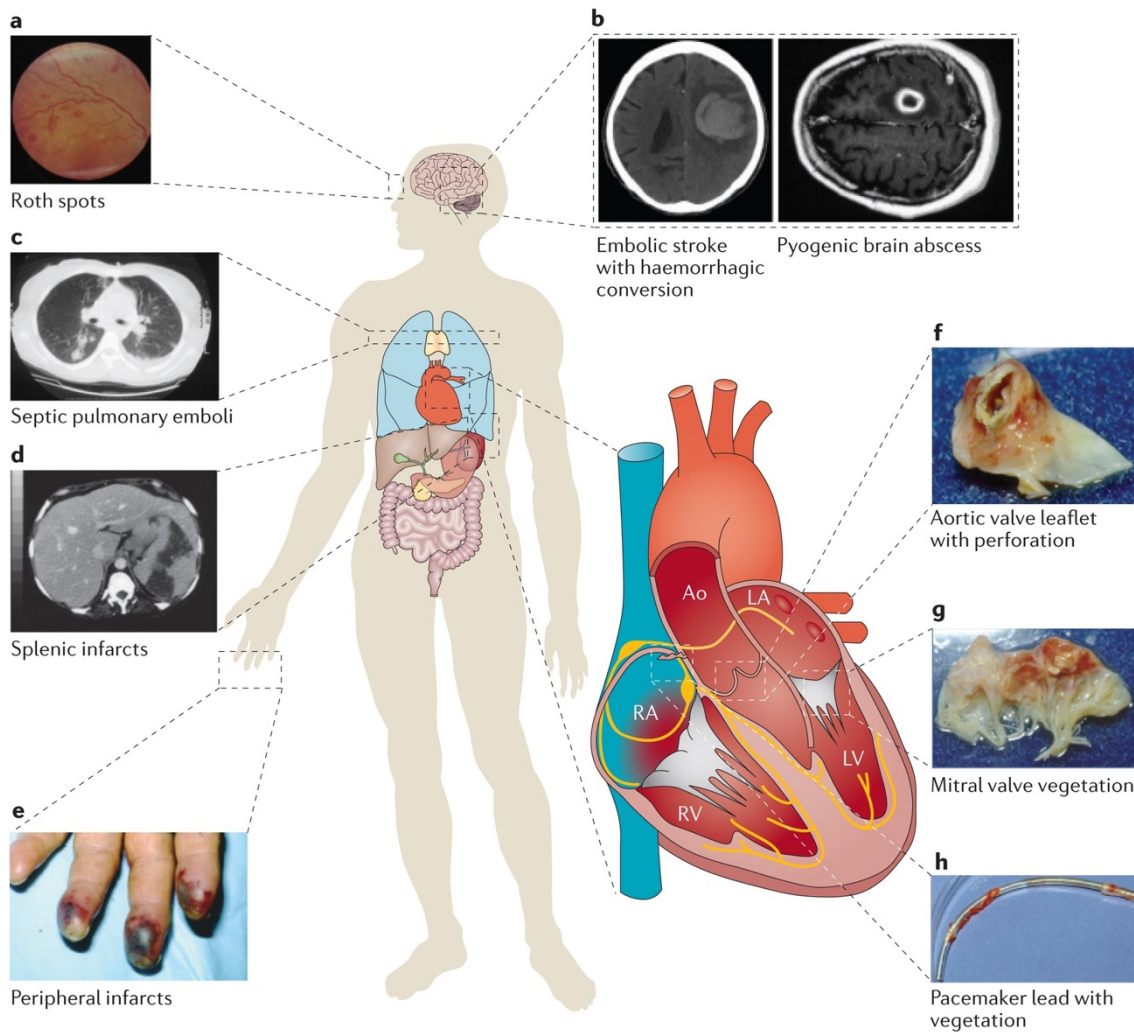 a
Roth spots
b
Embolic stroke
with haemorrhagic
conversion
Pyogenic brain abscess
c
Septic pulmonary emboli
d
Splenic infarcts
e
Peripheral infarcts
Ao
LA
RA
LV
RV
f
Aortic valve leaflet
with perforation
g
Mitral valve vegetation
h
Pacemaker lead with
vegetation